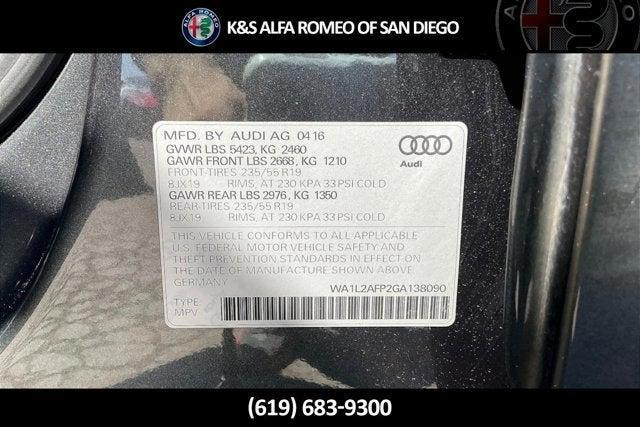 K&S ALFA ROMEO OF SAN DIEGO
MFD. BY AUDI AG 0416
GVWR LBS 5423, KG 2460
GAWR FRONT LBS 2668, KG 1210
FRONT-TIRES 235/55 R19
8JX19 RIMS, AT 230 KPA 33 PSI COLD
GAWR REAR LBS 2976, KG 1350
REAR-TIRES 235/55 R19
8JX19 RIMS, AT 230 KPA 33 PSI COLD
Audi
THIS VEHICLE CONFORMS TO ALL APPLICABLE
U.S. FEDERAL MOTOR VEHICLE SAFETY AND
THEFT PREVENTION STANDARDS IN EFFECT ON
THE DATE OF MANUFACTURE SHOWN ABOVE
GERMANY
WA1L2AFP2GA138090
TYPE:
MPV
(619) 683-9300